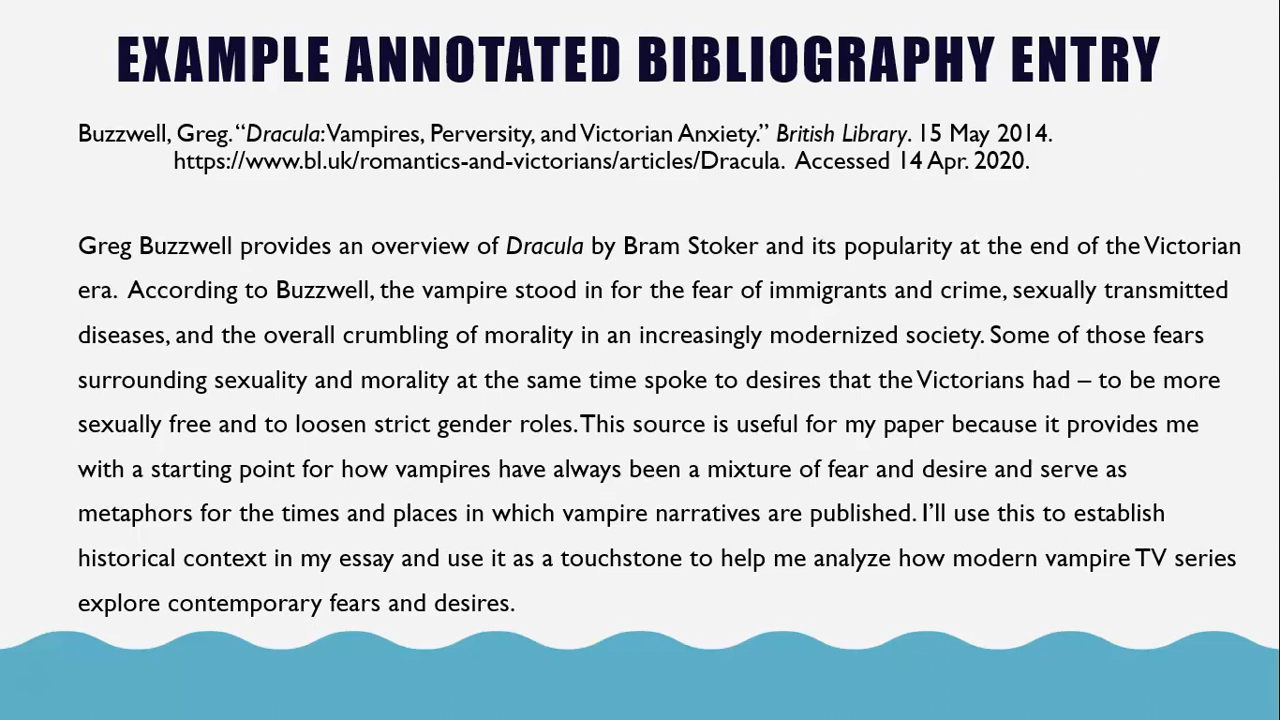 EXAMPLE ANNOTATED BIBLIOGRAPHY ENTRY
Buzzwell, Greg. “Dracula: Vampires, Perversity, and Victorian Anxiety.” British Library. 15 May 2014.
https://www.bl.uk/romantics-and-victorians/articles/Dracula. Accessed 14 Apr. 2020.
Greg Buzzwell provides an overview of Dracula by Bram Stoker and its popularity at the end of the Victorian
era. According to Buzzwell, the vampire stood in for the fear of immigrants and crime, sexually transmitted
diseases, and the overall crumbling of morality in an increasingly modernized society. Some of those fears
surrounding sexuality and morality at the same time spoke to desires that the Victorians had – to be more
sexually free and to loosen strict gender roles. This source is useful for my paper because it provides me
with a starting point for how vampires have always been a mixture of fear and desire and serve as
metaphors for the times and places in which vampire narratives are published. I’ll use this to establish
historical context in my essay and use it as a touchstone to help me analyze how modern vampire TV series
explore contemporary fears and desires.